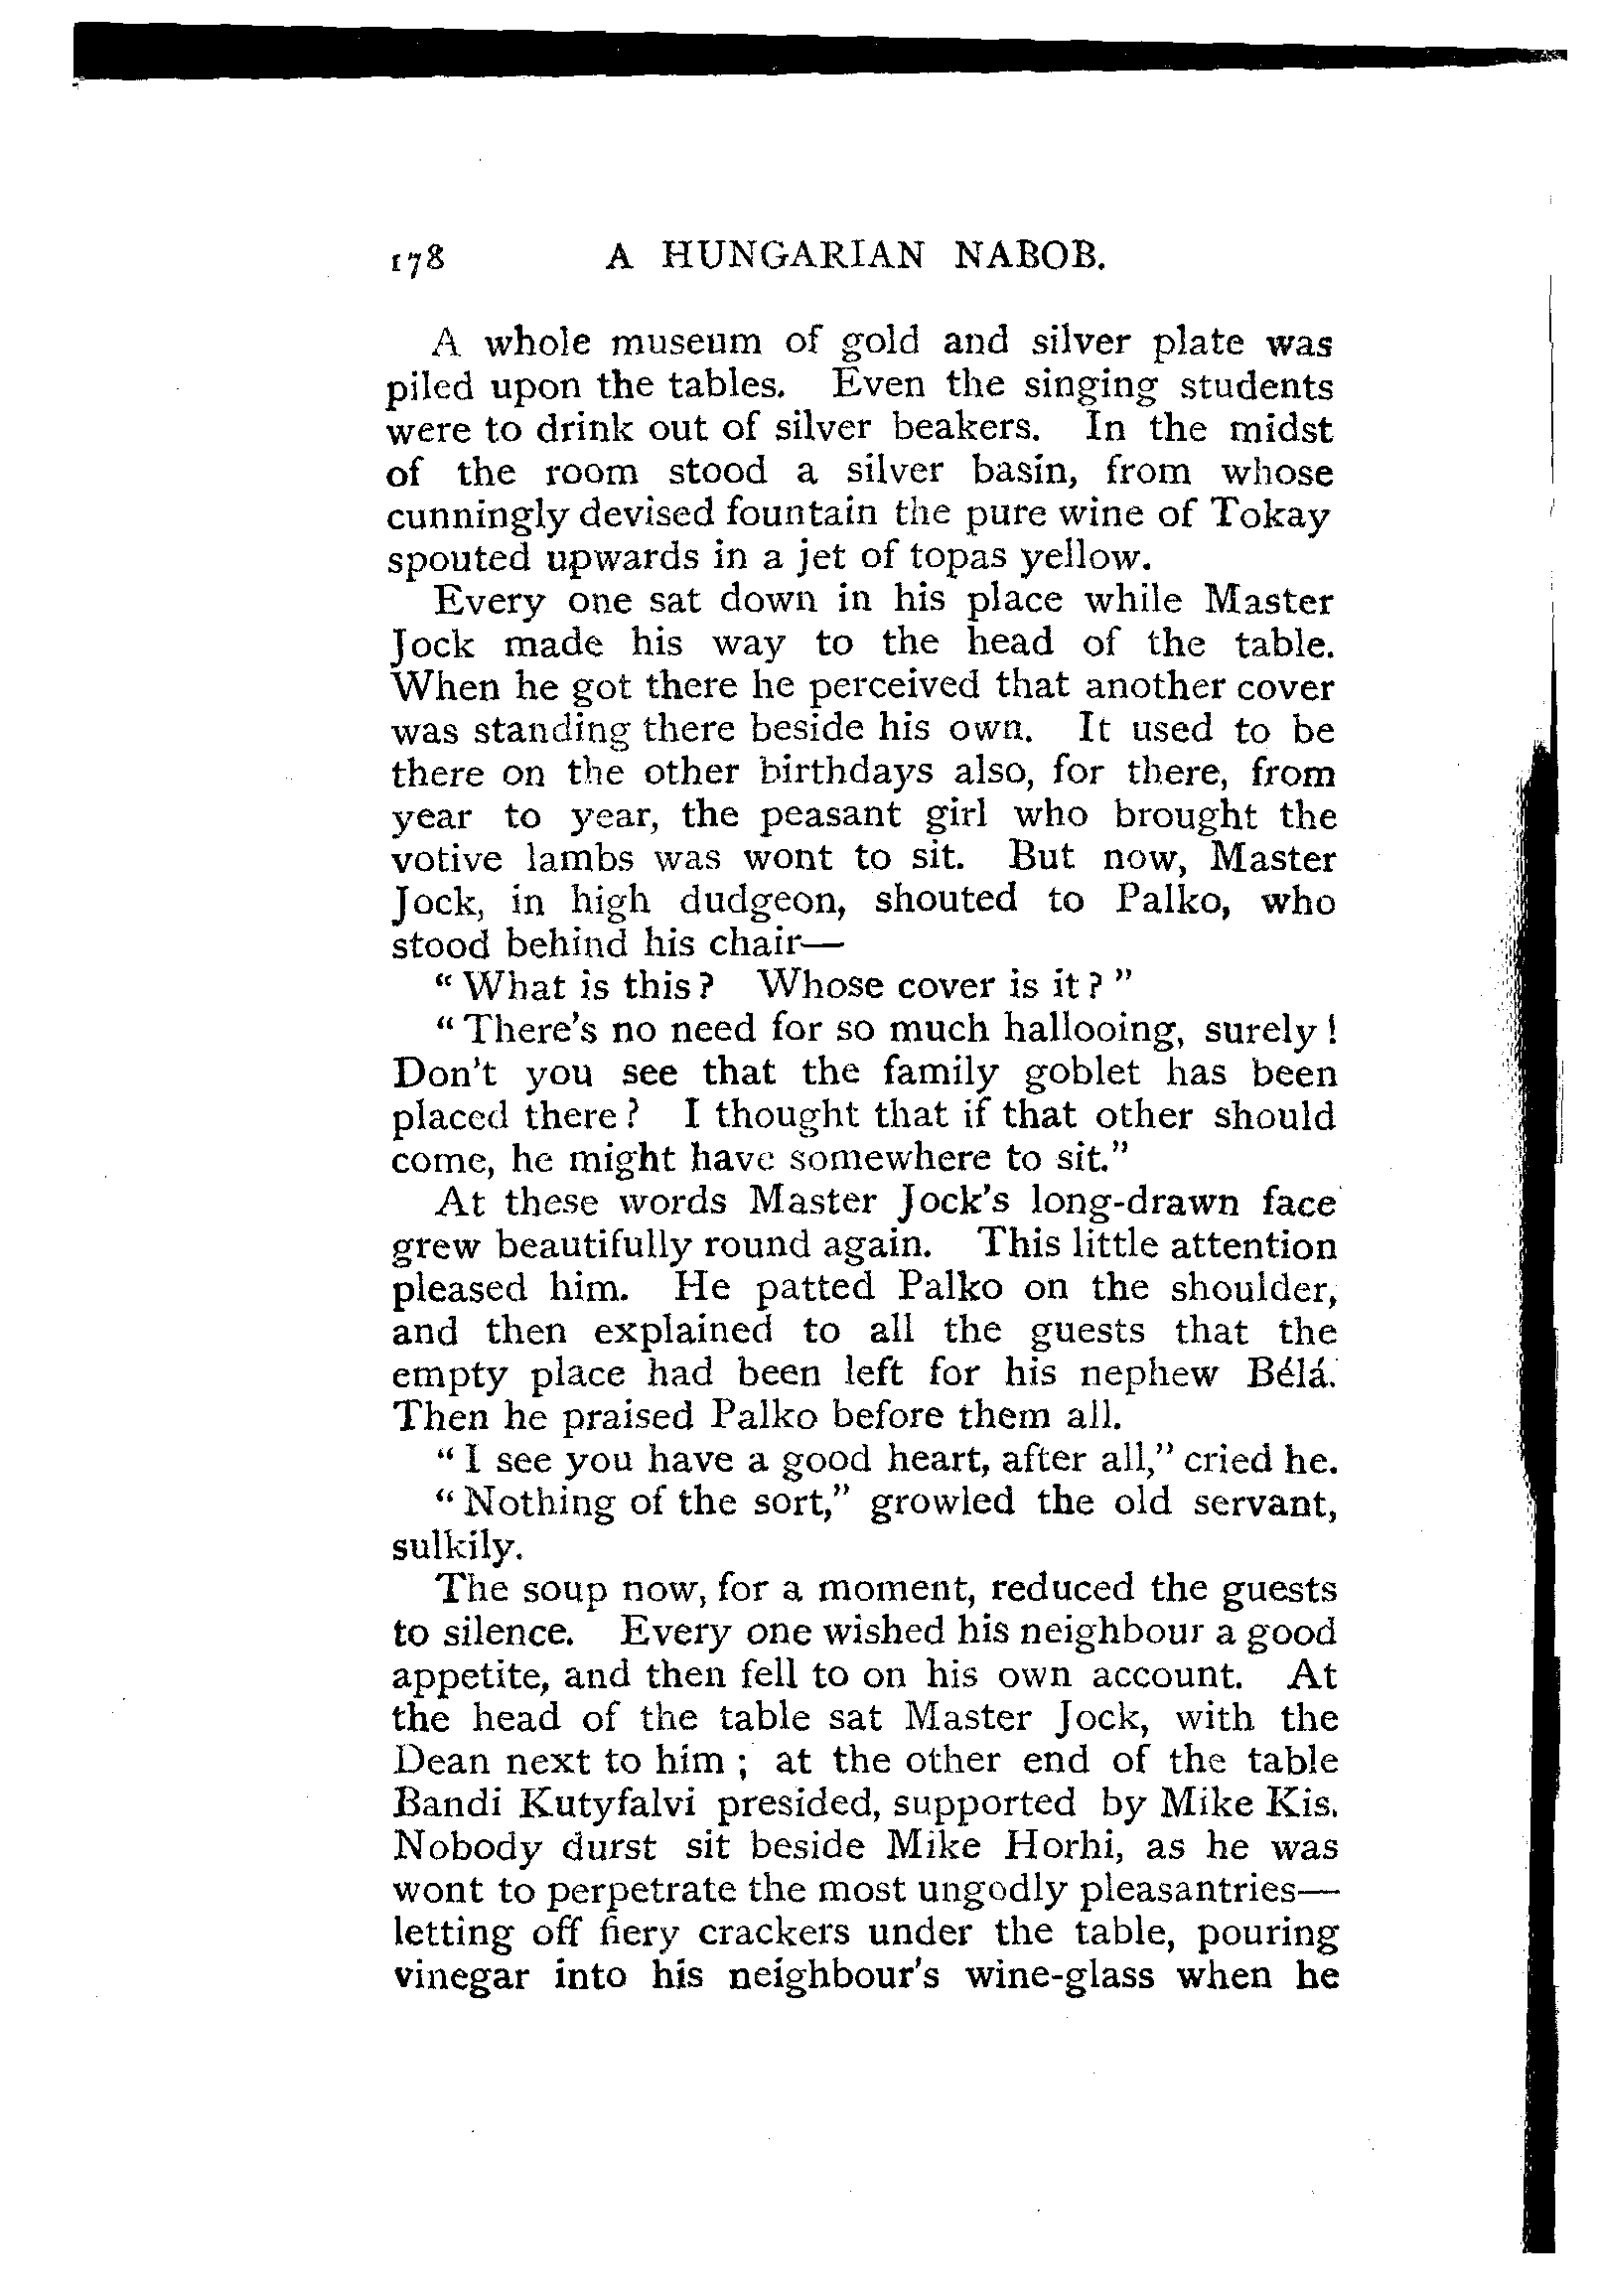 178 A HUNGARIAN NABOB.
A whole museum of gold and silver plate was
piled upon the tables. Even the singing students
were to drink out of silver beakers. In the midst
of the room stood a silver basin, from whose
cunningly devised fountain the pure wine of Tokay
spouted upwards in a jet of topas yellow.
Every one sat down in his place while Master
Jock made his way to the head of the table.
When he got there he perceived that another cover
was standing there beside his own. It used to be
there on the other birthdays also, for there, from
year to year, the peasant girl who brought the
votive lambs was wont to sit. But now, Master
Jock, in high dudgeon, shouted to Palko, who
stood behind his chair—
“What is this? Whose cover is it?”
“There's no need for so much hallooing, surely!
Don't you see that the family goblet has been
placed there? I thought that if that other should
come, he might have somewhere to sit.”
At these words Master Jock's long-drawn face
grew beautifully round again. This little attention
pleased him. He patted Palko on the shoulder,
and then explained to all the guests that the
empty place had been left for his nephew Bélá.
Then he praised Palko before them all.
“I see you have a good heart, after all,” cried he.
“Nothing of the sort,” growled the old servant,
sulkily.
The soup now, for a moment, reduced the guests
to silence. Every one wished his neighbour a good
appetite, and then fell to on his own account. At
the head of the table sat Master Jock, with the
Dean next to him; at the other end of the table
Bandi Kutyfalvi presided, supported by Mike Kis.
Nobody durst sit beside Mike Horhi, as he was
wont to perpetrate the most ungodly pleasantries—
letting off fiery crackers under the table, pouring
vinegar into his neighbour's wine-glass when he